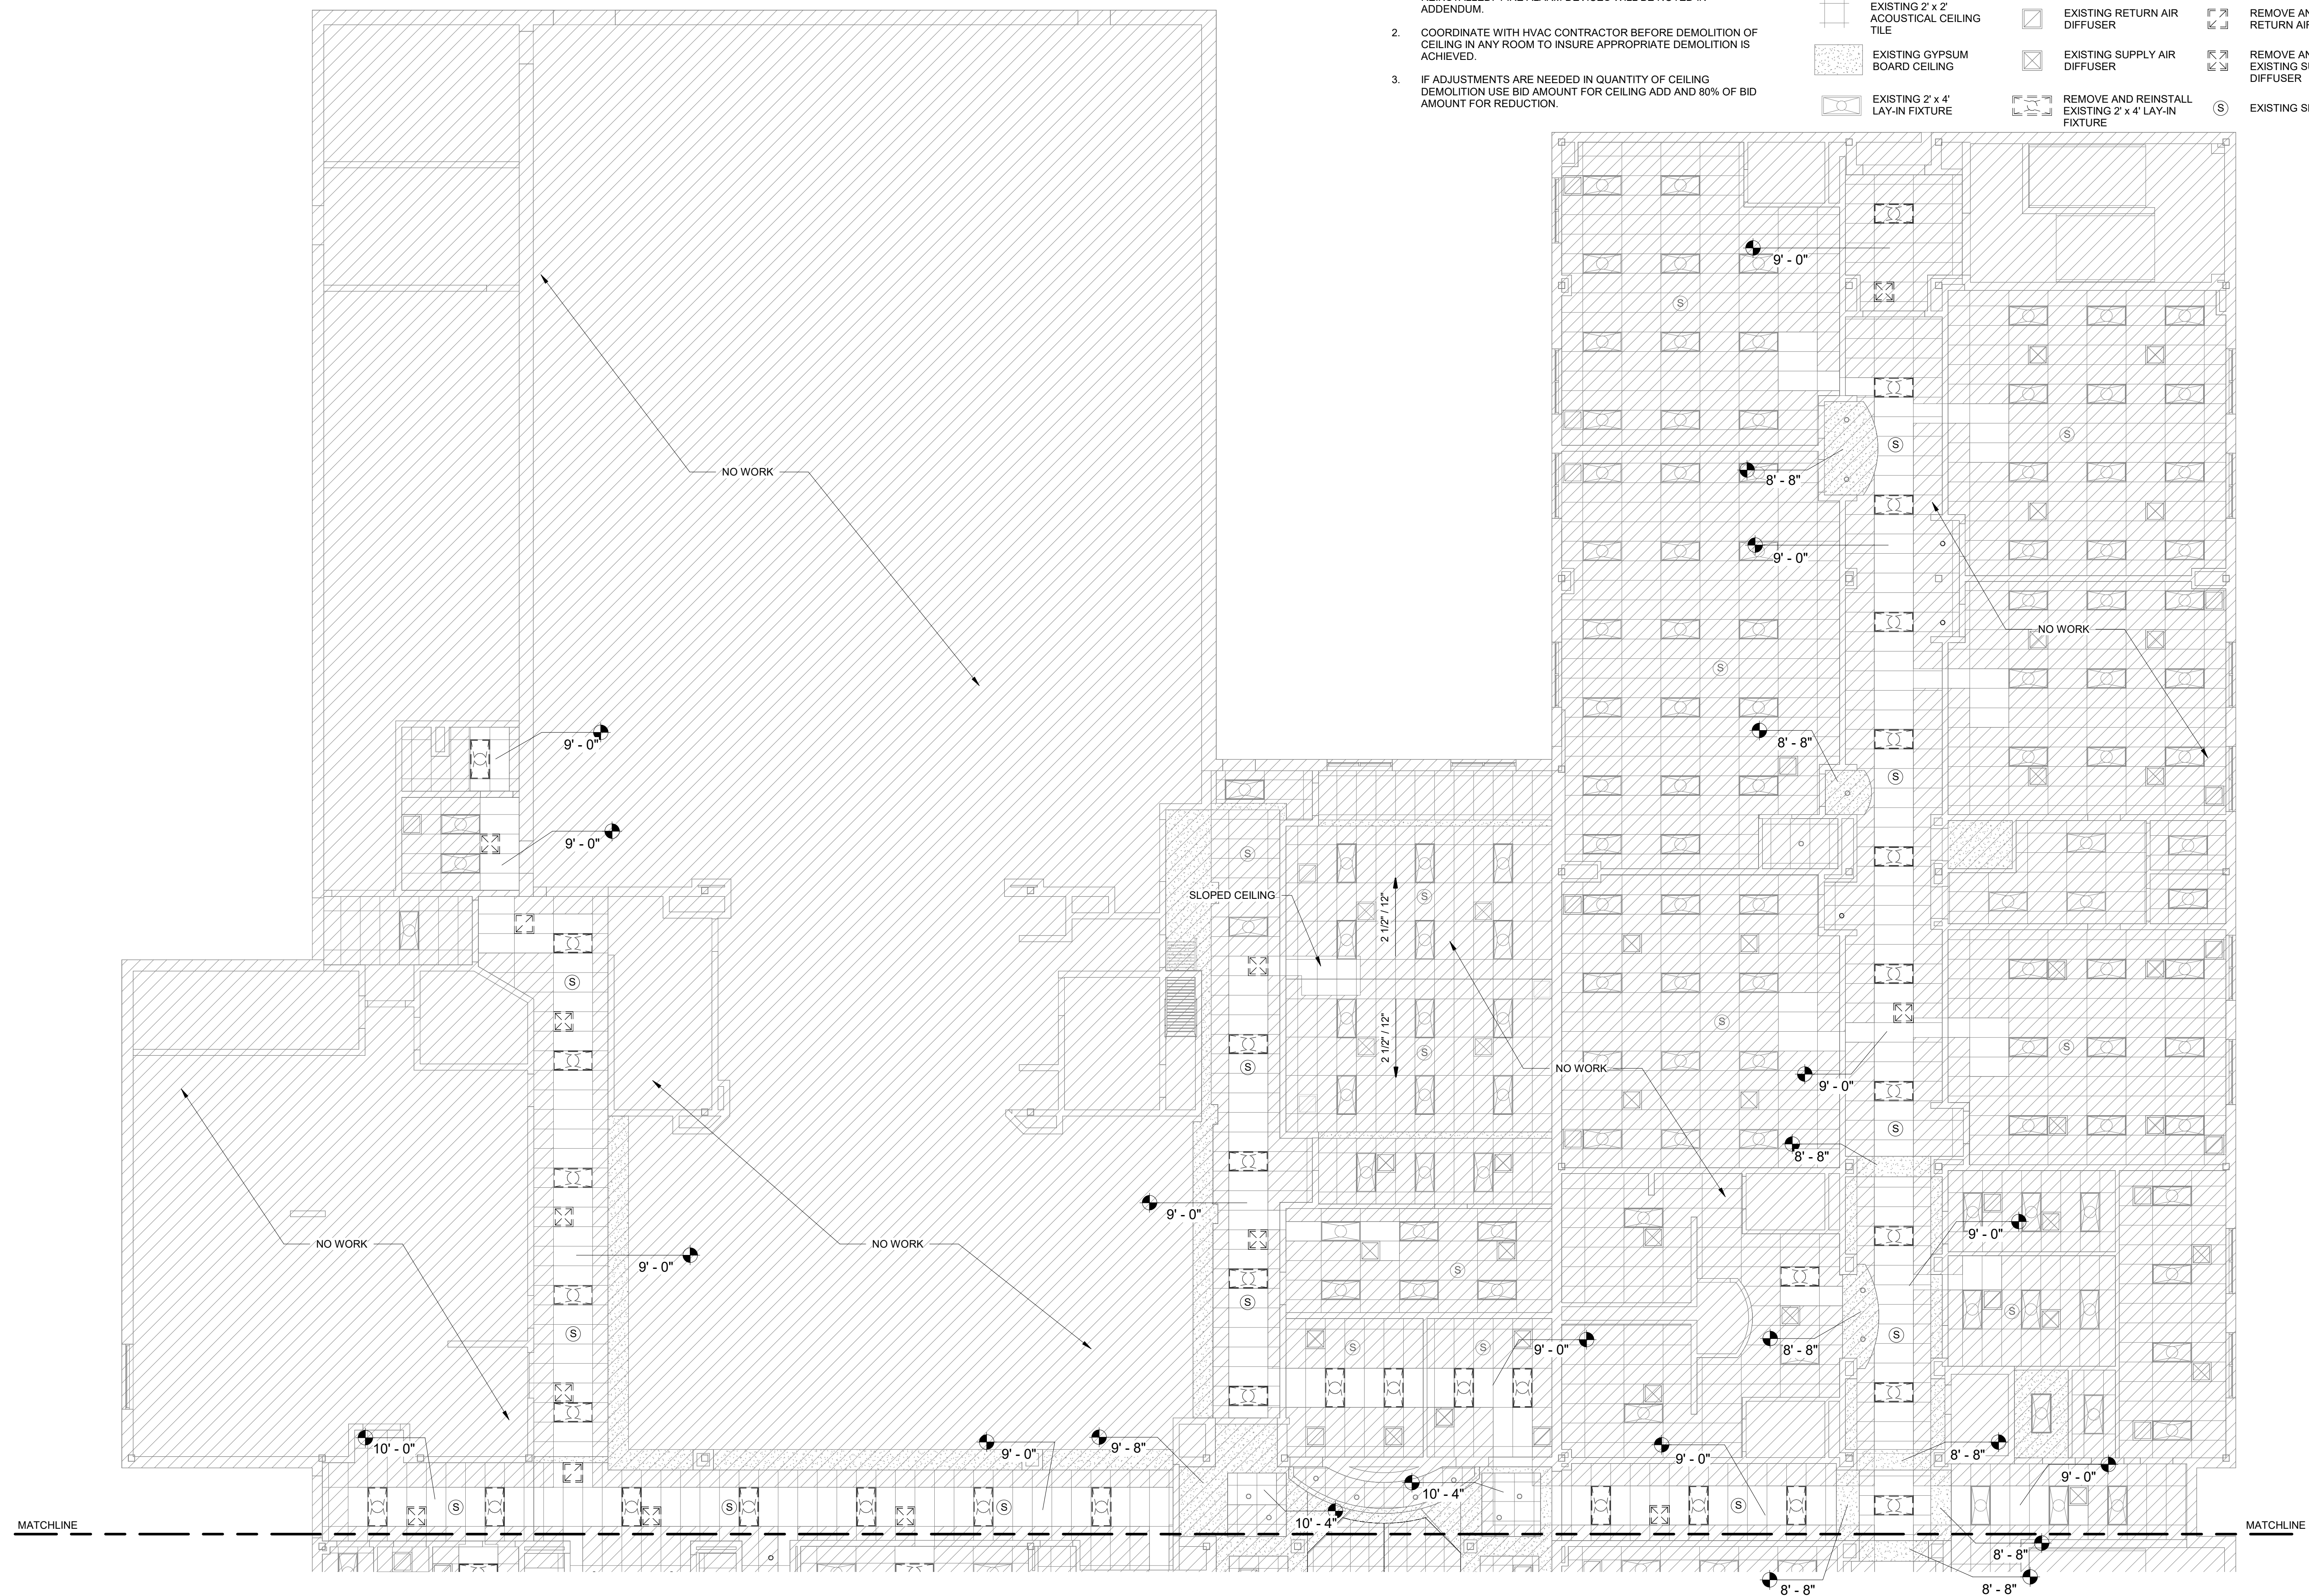 ADDENDUM.
2. COORDINATE WITH HVAC CONTRACTOR BEFORE DEMOLITION OF
CEILING IN ANY ROOM TO INSURE APPROPRIATE DEMOLITION IS
ACHIEVED.
3. IF ADJUSTMENTS ARE NEEDED IN QUANTITY OF CEILING
DEMOLITION USE BID AMOUNT FOR CEILING ADD AND 80% OF BID
AMOUNT FOR REDUCTION.
EXISTING 2' x 2'
ACOUSTICAL CEILING
TILE
EXISTING GYPSUM
BOARD CEILING
EXISTING 2' x 4'
LAY-IN FIXTURE
EXISTING RETURN AIR
DIFFUSER
EXISTING SUPPLY AIR
DIFFUSER
REMOVE AND REINSTALL
EXISTING 2' x 4' LAY-IN
FIXTURE
REMOVE
RETURN
REMOVE
EXISTING
DIFFUSER
S EXISTING
9' - 0"
S
S
S
NO WORK
8' - 8"
S
9' - 0"
NO WORK
S
9' - 0"
8' - 8"
S
9' - 0"
S
SLOPED CEILING
2 1/2" / 12"
S
S
S
2 1/2" / 12"
S
S
S
NO WORK
9' - 0"
S
8' - 8"
9' - 0"
9' - 0"
NO WORK
NO WORK
9' - 0"
S
S
S
S
S
S
S
9' - 0"
8' - 8"
S
10' - 0"
9' - 0"
9' - 8"
9' - 0"
8' - 8"
9' - 0"
S
S
S
10' - 4"
10' - 4"
S
MATCHLINE
MATCHLINE
8' - 8"
8' - 8"
8' - 8"